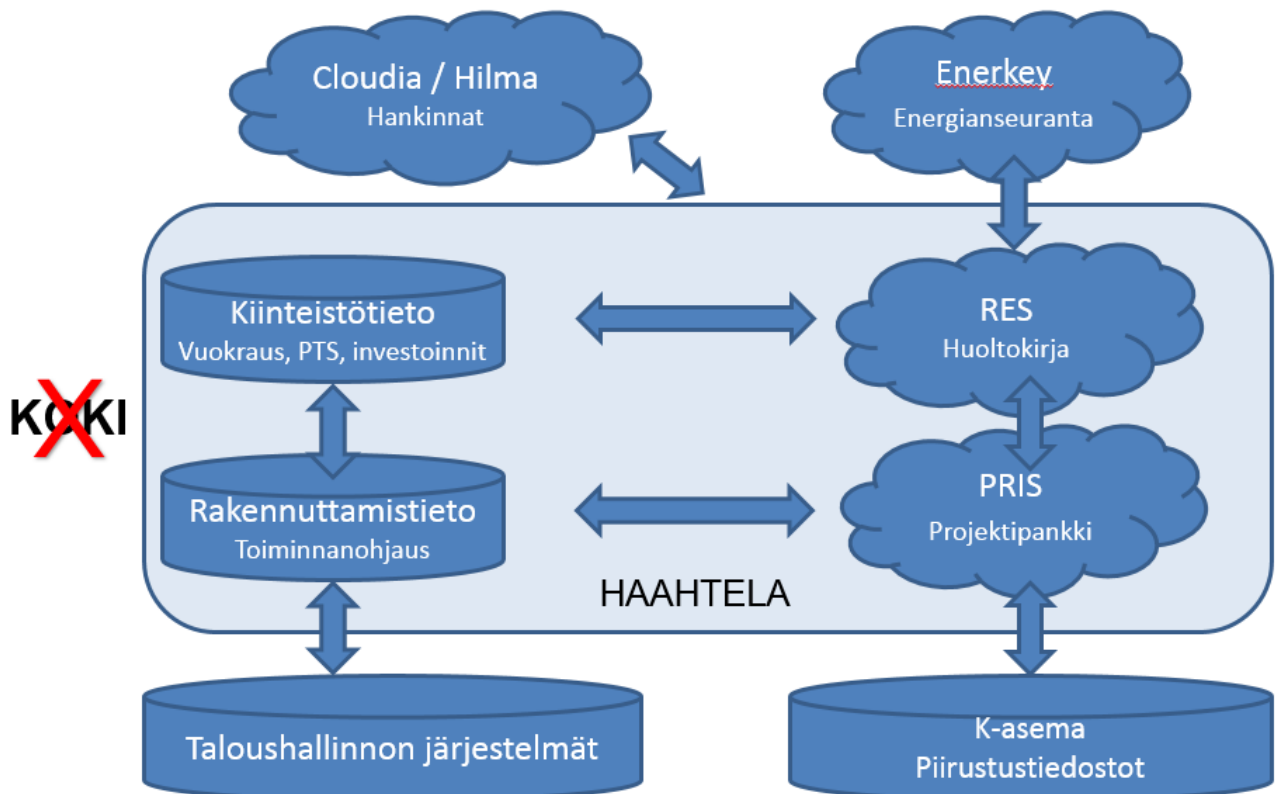 Cloudia / Hilma
Hankinnat
Enerkey
Energianseuranta
Kiinteistötieto
Vuokraus, PTS, investoinnit
RES
Huoltokirja
KOKI
X
Rakennuttamistieto
Toiminnanohjaus
PRIS
Projektipankki
HAAHTELA
Taloushallinnon järjestelmät
K-asema
Piirustustiedostot